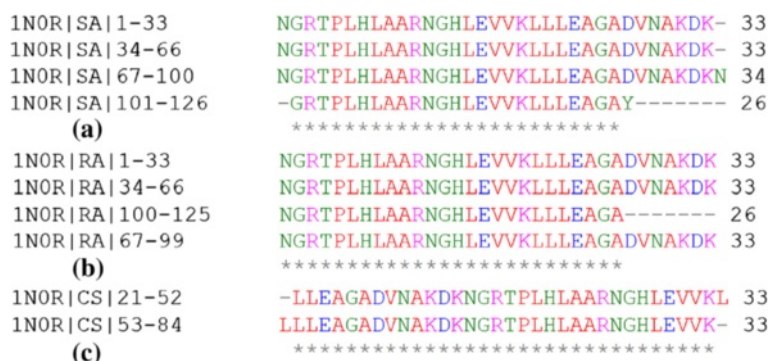 1N0R|SA|1-33 NGRTPLHLAARNGHLEVVKLLLEAGADVNAKDK- 33
1N0R|SA|34-66 NGRTPLHLAARNGHLEVVKLLLEAGADVNAKDK- 33
1N0R|SA|67-100 NGRTPLHLAARNGHLEVVKLLLEAGADVNAKDKN 34
1N0R|SA|101-126 -GRTPLHLAARNGHLEVVKLLLEAGAY------- 26
(a) *************************
1N0R|RA|1-33 NGRTPLHLAARNGHLEVVKLLLEAGADVNAKDK 33
1N0R|RA|34-66 NGRTPLHLAARNGHLEVVKLLLEAGADVNAKDK 33
1N0R|RA|100-125 NGRTPLHLAARNGHLEVVKLLLEAGA------- 26
1N0R|RA|67-99 NGRTPLHLAARNGHLEVVKLLLEAGADVNAKDK 33
(b) **************************
1N0R|CS|21-52 -LLEAGADVNAKDKNGRTPLHLAARNGHLEVVKL 33
1N0R|CS|53-84 LLLEAGADVNAKDKNGRTPLHLAARNGHLEVVK- 33
(c) ********************************